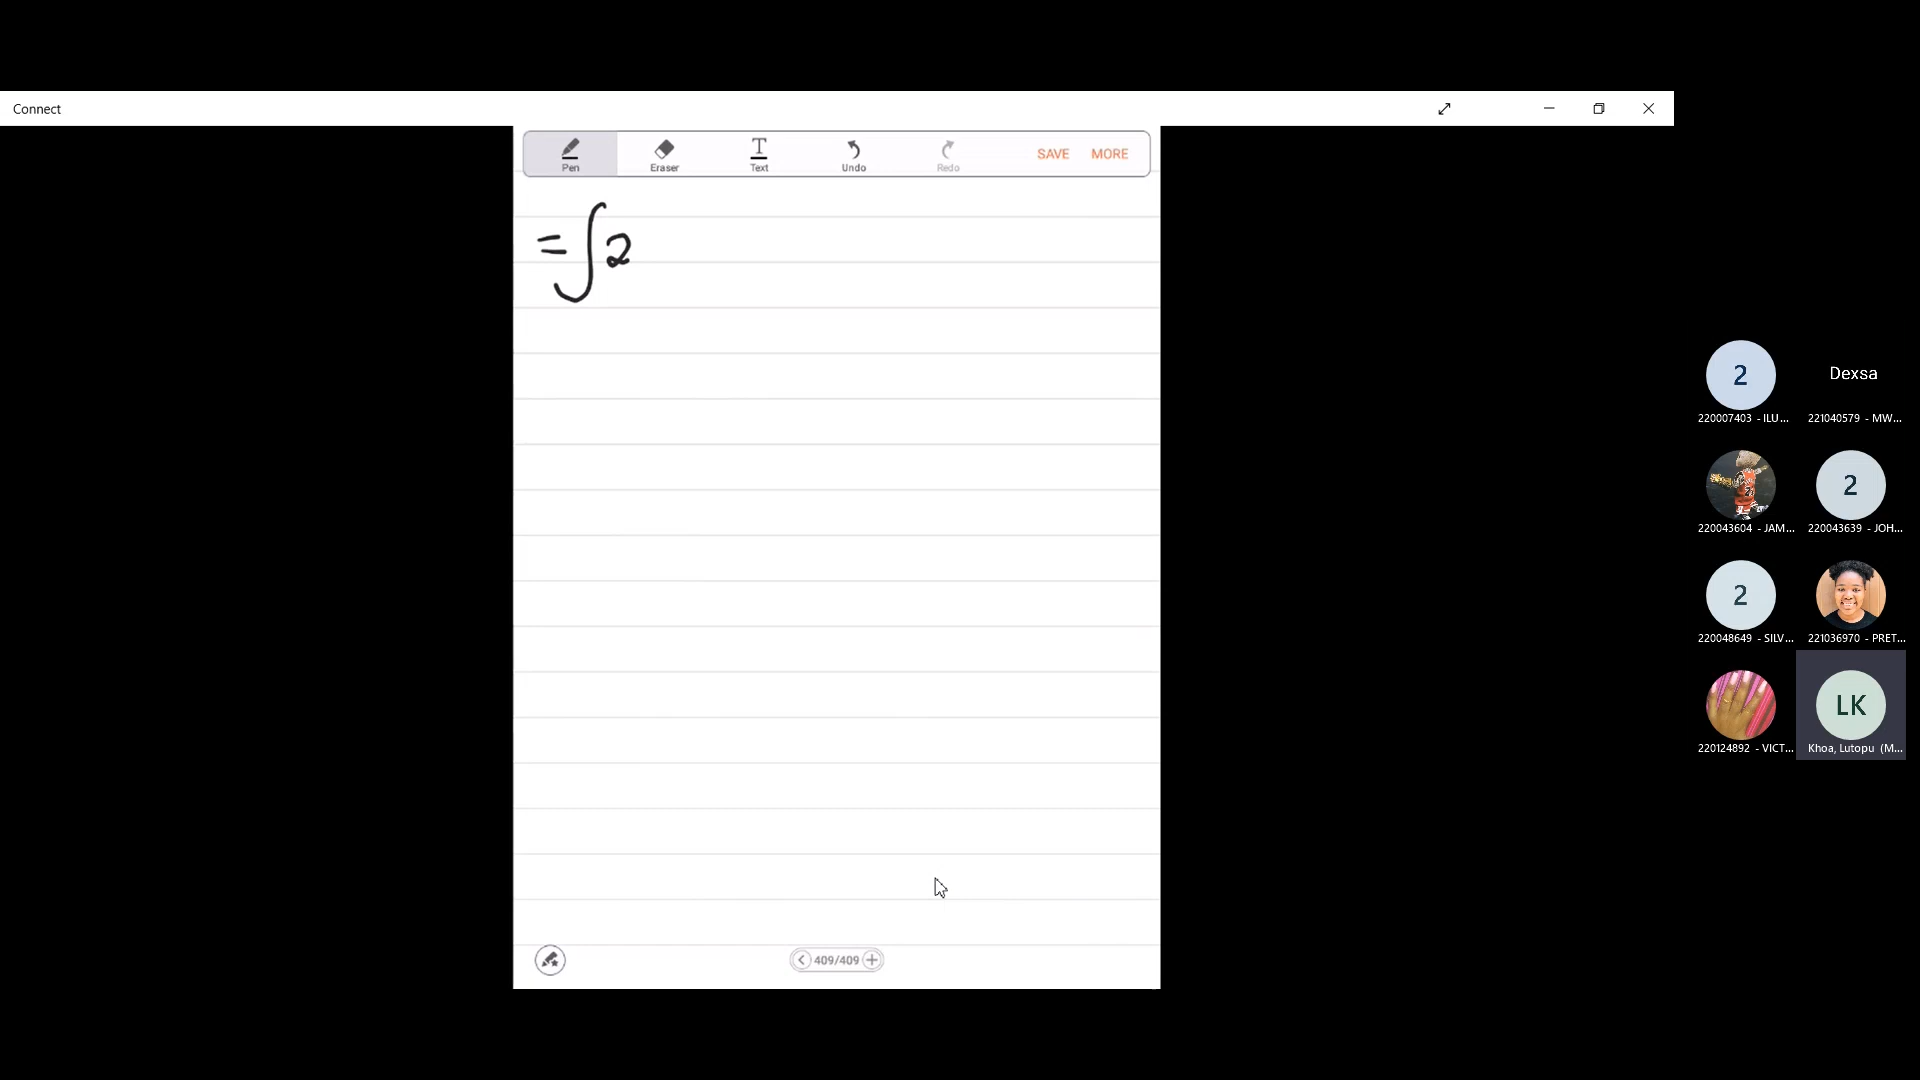 Connect
Pen
Eraser
Text
Undo
Redo
SAVE
MORE
= ∫2
409/409
2
220007403 - ILU...
Dexsa
221040579 - MW...
220043604 - JAM...
2
220043639 - JOH...
2
220048649 - SILV...
221036970 - PRET...
220124892 - VICT...
LK
Khoa, Lutopu (M...